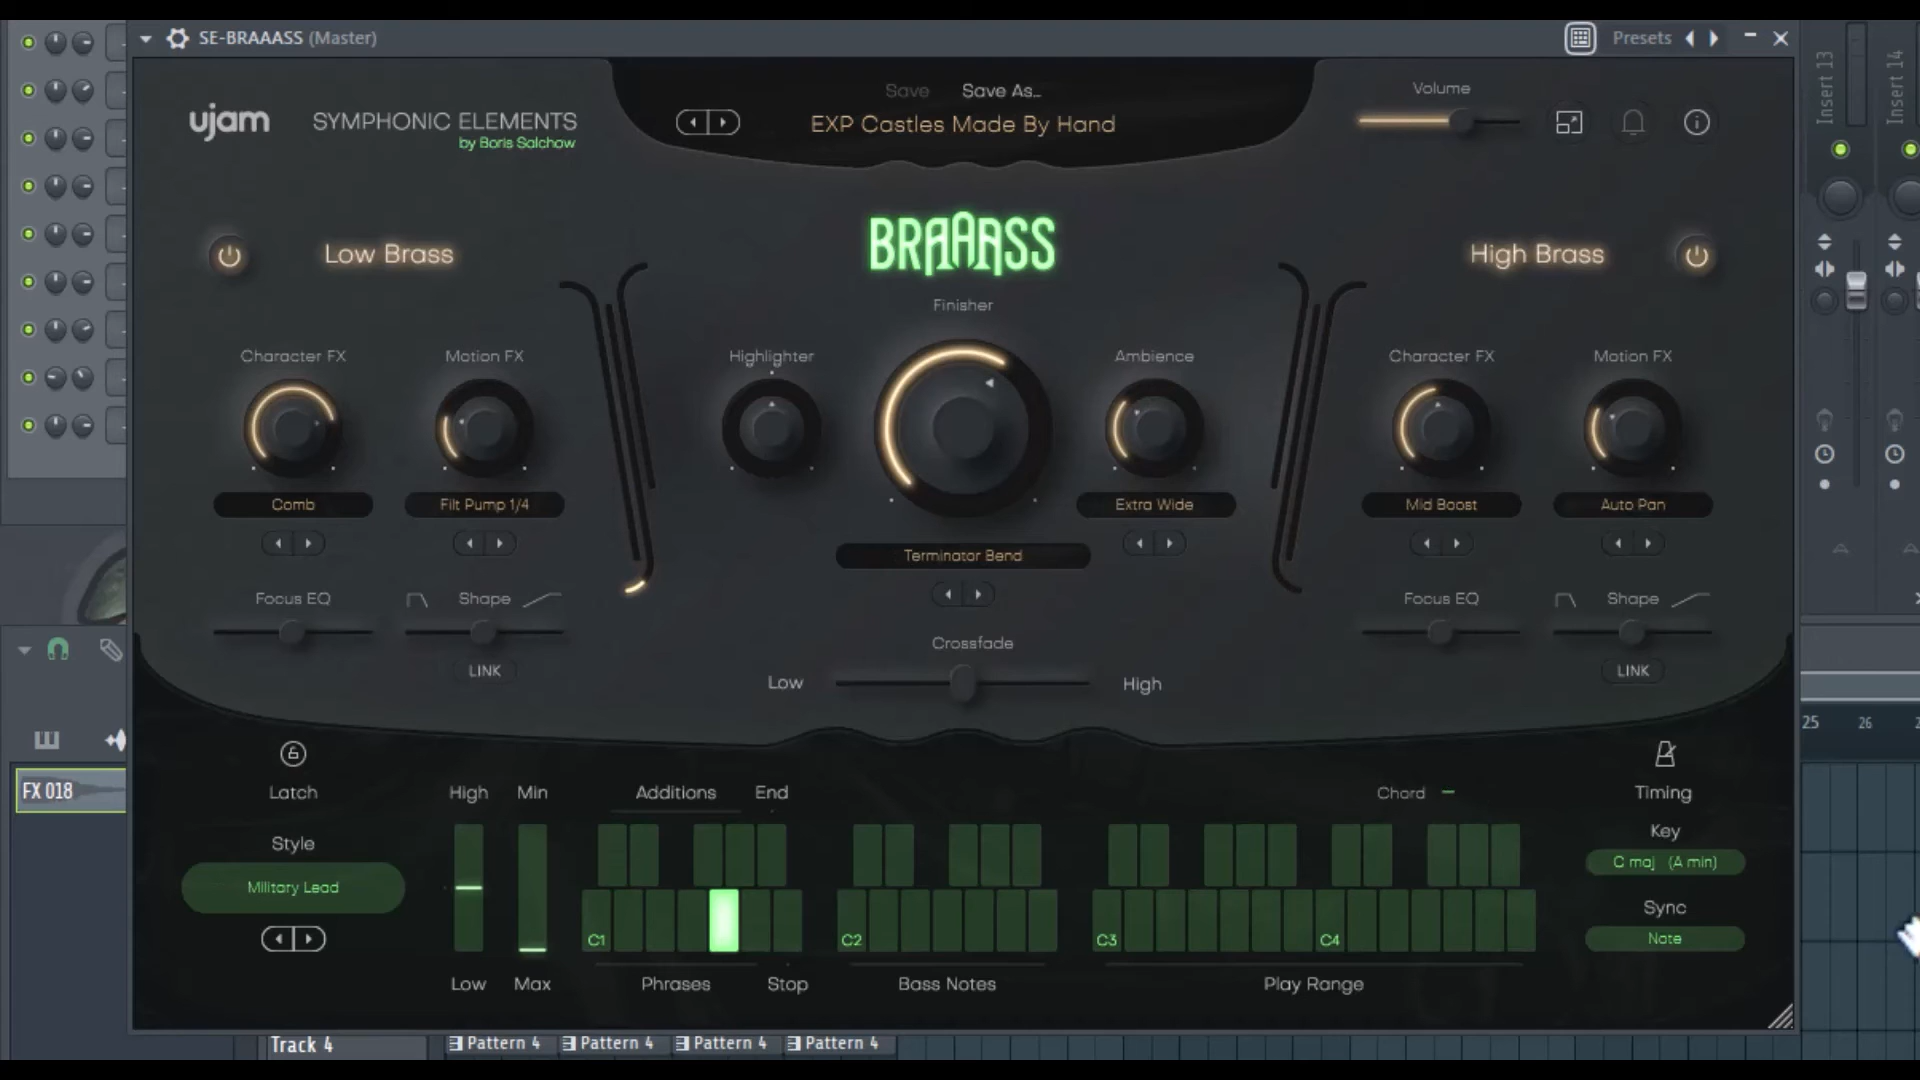 SE-BRAAASS (Master)
Presets
Insert 13
Insert 14
Save
Save As...
ujam
SYMPHONIC ELEMENTS
by Boris Salchow
EXP Castles Made By Hand
Volume
Low Brass
BRAAASS
High Brass
Finisher
Character FX
Motion FX
Highlighter
Ambience
Character FX
Motion FX
Comb
Filt Pump 1/4
Extra Wide
Mid Boost
Auto Pan
Terminator Bend
Focus EQ
Shape
Focus EQ
Shape
Crossfade
LINK
Low
High
LINK
25
26
FX 018
Latch
High
Min
Additions
End
Chord
Timing
Style
Key
Military Lead
C maj (A min)
Sync
C1
C2
C3
C4
Note
Low
Max
Phrases
Stop
Bass Notes
Play Range
Track 4
Pattern 4
Pattern 4
Pattern 4
Pattern 4